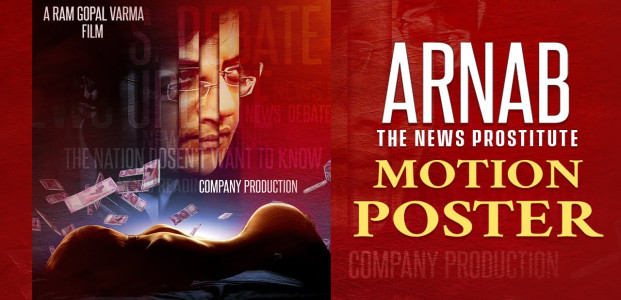 A RAM GOPAL VARMA
FILM
NEWS DEBATE
THE NATION DOSENT WANT TO KNOW
COMPANY PRODUCTION
ARNAB
THE NEWS PROSTITUTE
MOTION
POSTER
COMPANY PRODUCTION